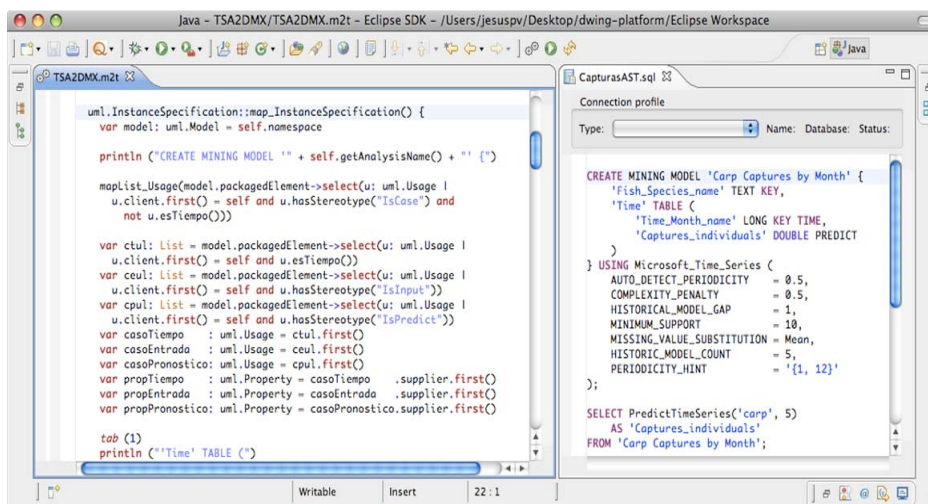 Java - TSA2DMX/TSA2DMX.m2t - Eclipse SDK - /Users/jesuspv/Desktop/dwing-platform/Eclipse Workspace
Java
TSA2DMX.m2t
uml.InstanceSpecification::map_InstanceSpecification() {
var model: uml.Model = self.namespace
println ("CREATE MINING MODEL '" + self.getAnalysisName() + "' {")
mapList_Usage(model.packagedElement->select(u: uml.Usage |
u.client.first() = self and u.hasStereotype("IsCase") and
not u.esTiempo()))
var ctul: List = model.packagedElement->select(u: uml.Usage |
u.client.first() = self and u.esTiempo())
var ceul: List = model.packagedElement->select(u: uml.Usage |
u.client.first() = self and u.hasStereotype("IsInput"))
var cpul: List = model.packagedElement->select(u: uml.Usage |
u.client.first() = self and u.hasStereotype("IsPredict"))
var casoTiempo : uml.Usage = ctul.first()
var casoEntrada : uml.Usage = ceul.first()
var casoPronostico: uml.Usage = cpul.first()
var propTiempo : uml.Property = casoTiempo .supplier.first()
var propEntrada : uml.Property = casoEntrada .supplier.first()
var propPronostico: uml.Property = casoPronostico.supplier.first()
tab (1)
println ("'Time' TABLE (")
CapturasAST.sql
Connection profile
Type: Name: Database: Status:
CREATE MINING MODEL 'Carp Captures by Month' {
'Fish_Species_name' TEXT KEY,
'Time' TABLE (
'Time_Month_name' LONG KEY TIME,
'Captures_individuals' DOUBLE PREDICT
)
} USING Microsoft_Time_Series (
AUTO_DETECT_PERIODICITY = 0.5,
COMPLEXITY_PENALTY = 0.5,
HISTORICAL_MODEL_GAP = 1,
MINIMUM_SUPPORT = 10,
MISSING_VALUE_SUBSTITUTION = Mean,
HISTORIC_MODEL_COUNT = 5,
PERIODICITY_HINT = '{1, 12}'
);
SELECT PredictTimeSeries('carp', 5)
AS 'Captures_individuals'
FROM 'Carp Captures by Month';
Writable Insert 22 : 1